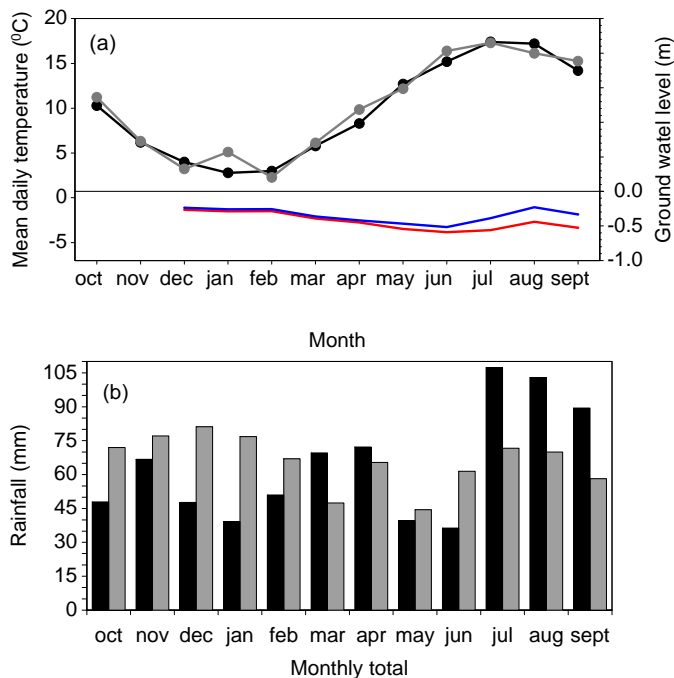 (a)
Mean daily temperature (⁰C)
20
15
10
5
0
-5
Ground watel level (m)
0.0
-0.5
-1.0
oct nov dec jan feb mar apr may jun jul aug sept
Month
(b)
Rainfall (mm)
105
90
75
60
45
30
15
0
oct nov dec jan feb mar apr may jun jul aug sept
Monthly total